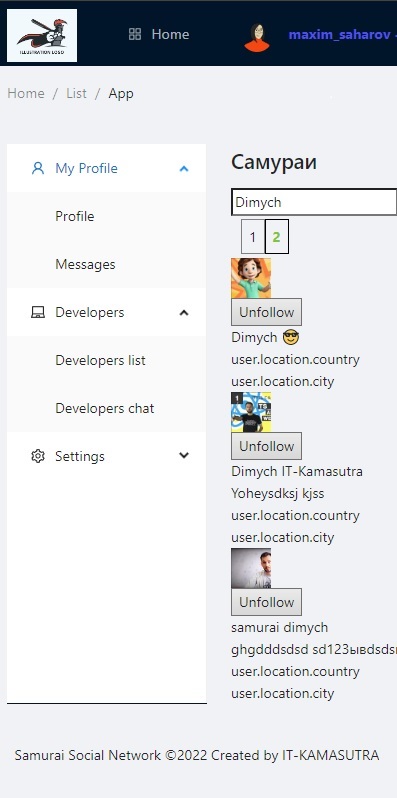 ILLUSTRATION LOGO
Home
maxim_saharov -
Home / List / App
My Profile
Profile
Messages
Developers
Developers list
Developers chat
Settings
Самураи
Dimych
1 2
Unfollow
Dimych 😎
user.location.country
user.location.city
1
Unfollow
Dimych IT-Kamasutra
Yoheysdksj kjss
user.location.country
user.location.city
Unfollow
samurai dimych
ghgdddsdsd sd123ывdsds
user.location.country
user.location.city
Samurai Social Network ©2022 Created by IT-KAMASUTRA